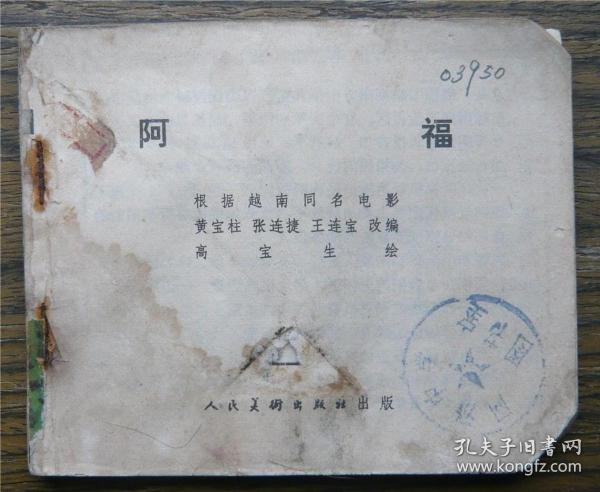 03950
阿 福
根据越南同名电影
黄宝柱 张连捷 王连宝 改编
高宝生绘
人民美術出版社出版
孔夫子旧书网
www.kongfz.com